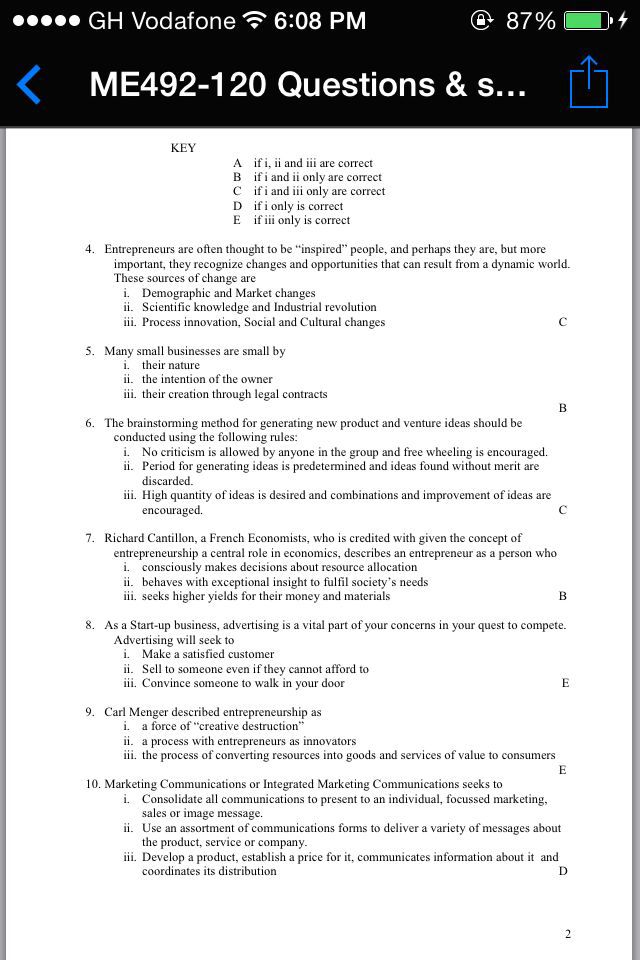 GH Vodafone 6:08 PM 87%
ME492-120 Questions & s...
KEY
A if i, ii and iii are correct
B if i and ii only are correct
C if i and iii only are correct
D if i only is correct
E if iii only is correct
4. Entrepreneurs are often thought to be “inspired” people, and perhaps they are, but more
important, they recognize changes and opportunities that can result from a dynamic world.
These sources of change are
i. Demographic and Market changes
ii. Scientific knowledge and Industrial revolution
iii. Process innovation, Social and Cultural changes C
5. Many small businesses are small by
i. their nature
ii. the intention of the owner
iii. their creation through legal contracts
B
6. The brainstorming method for generating new product and venture ideas should be
conducted using the following rules:
i. No criticism is allowed by anyone in the group and free wheeling is encouraged.
ii. Period for generating ideas is predetermined and ideas found without merit are
discarded.
iii. High quantity of ideas is desired and combinations and improvement of ideas are
encouraged. C
7. Richard Cantillon, a French Economists, who is credited with given the concept of
entrepreneurship a central role in economics, describes an entrepreneur as a person who
i. consciously makes decisions about resource allocation
ii. behaves with exceptional insight to fulfil society’s needs
iii. seeks higher yields for their money and materials B
8. As a Start-up business, advertising is a vital part of your concerns in your quest to compete.
Advertising will seek to
i. Make a satisfied customer
ii. Sell to someone even if they cannot afford to
iii. Convince someone to walk in your door E
9. Carl Menger described entrepreneurship as
i. a force of “creative destruction”
ii. a process with entrepreneurs as innovators
iii. the process of converting resources into goods and services of value to consumers
E
10. Marketing Communications or Integrated Marketing Communications seeks to
i. Consolidate all communications to present to an individual, focussed marketing,
sales or image message.
ii. Use an assortment of communications forms to deliver a variety of messages about
the product, service or company.
iii. Develop a product, establish a price for it, communicates information about it and
coordinates its distribution D
2